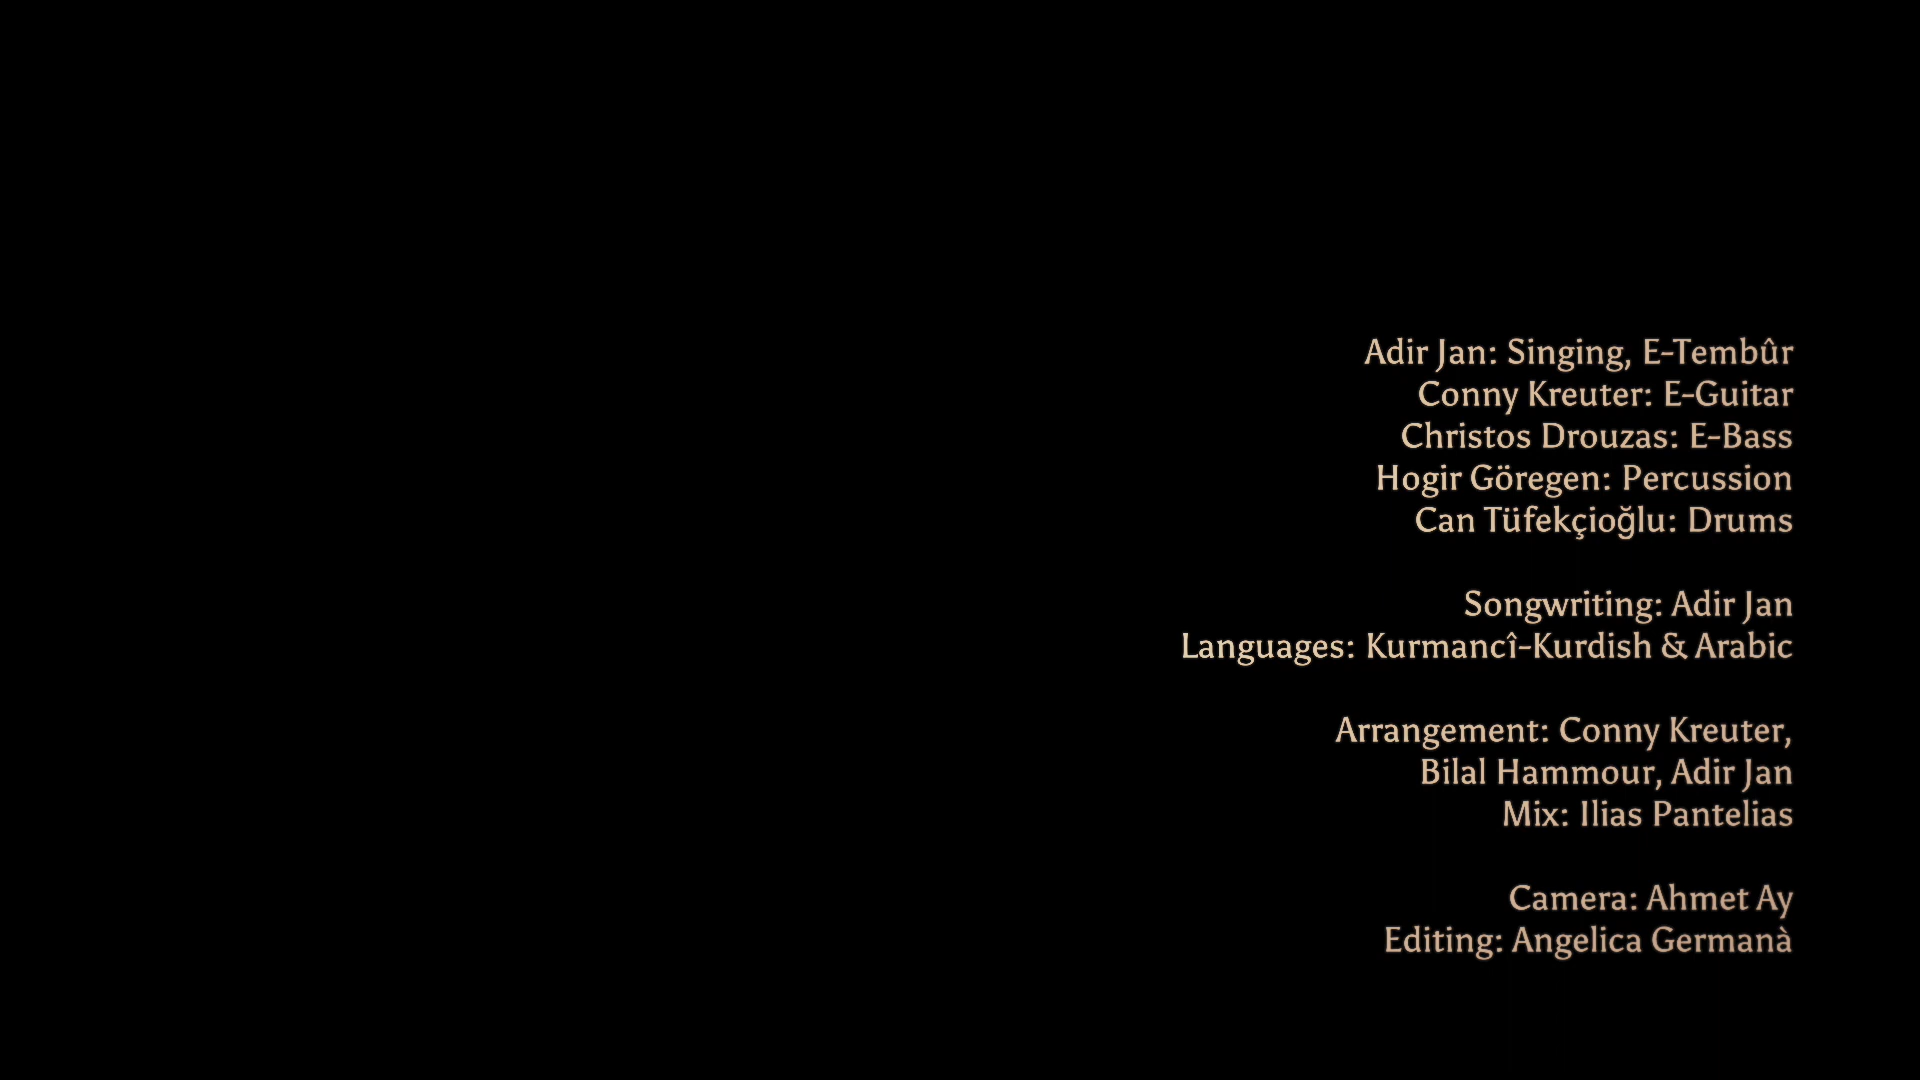 Adir Jan: Singing, E-Tembûr
Conny Kreuter: E-Guitar
Christos Drouzas: E-Bass
Hogir Göregen: Percussion
Can Tüfekçioğlu: Drums
Songwriting: Adir Jan
Languages: Kurmancî-Kurdish & Arabic
Arrangement: Conny Kreuter,
Bilal Hammour, Adir Jan
Mix: Ilias Pantelias
Camera: Ahmet Ay
Editing: Angelica Germanà